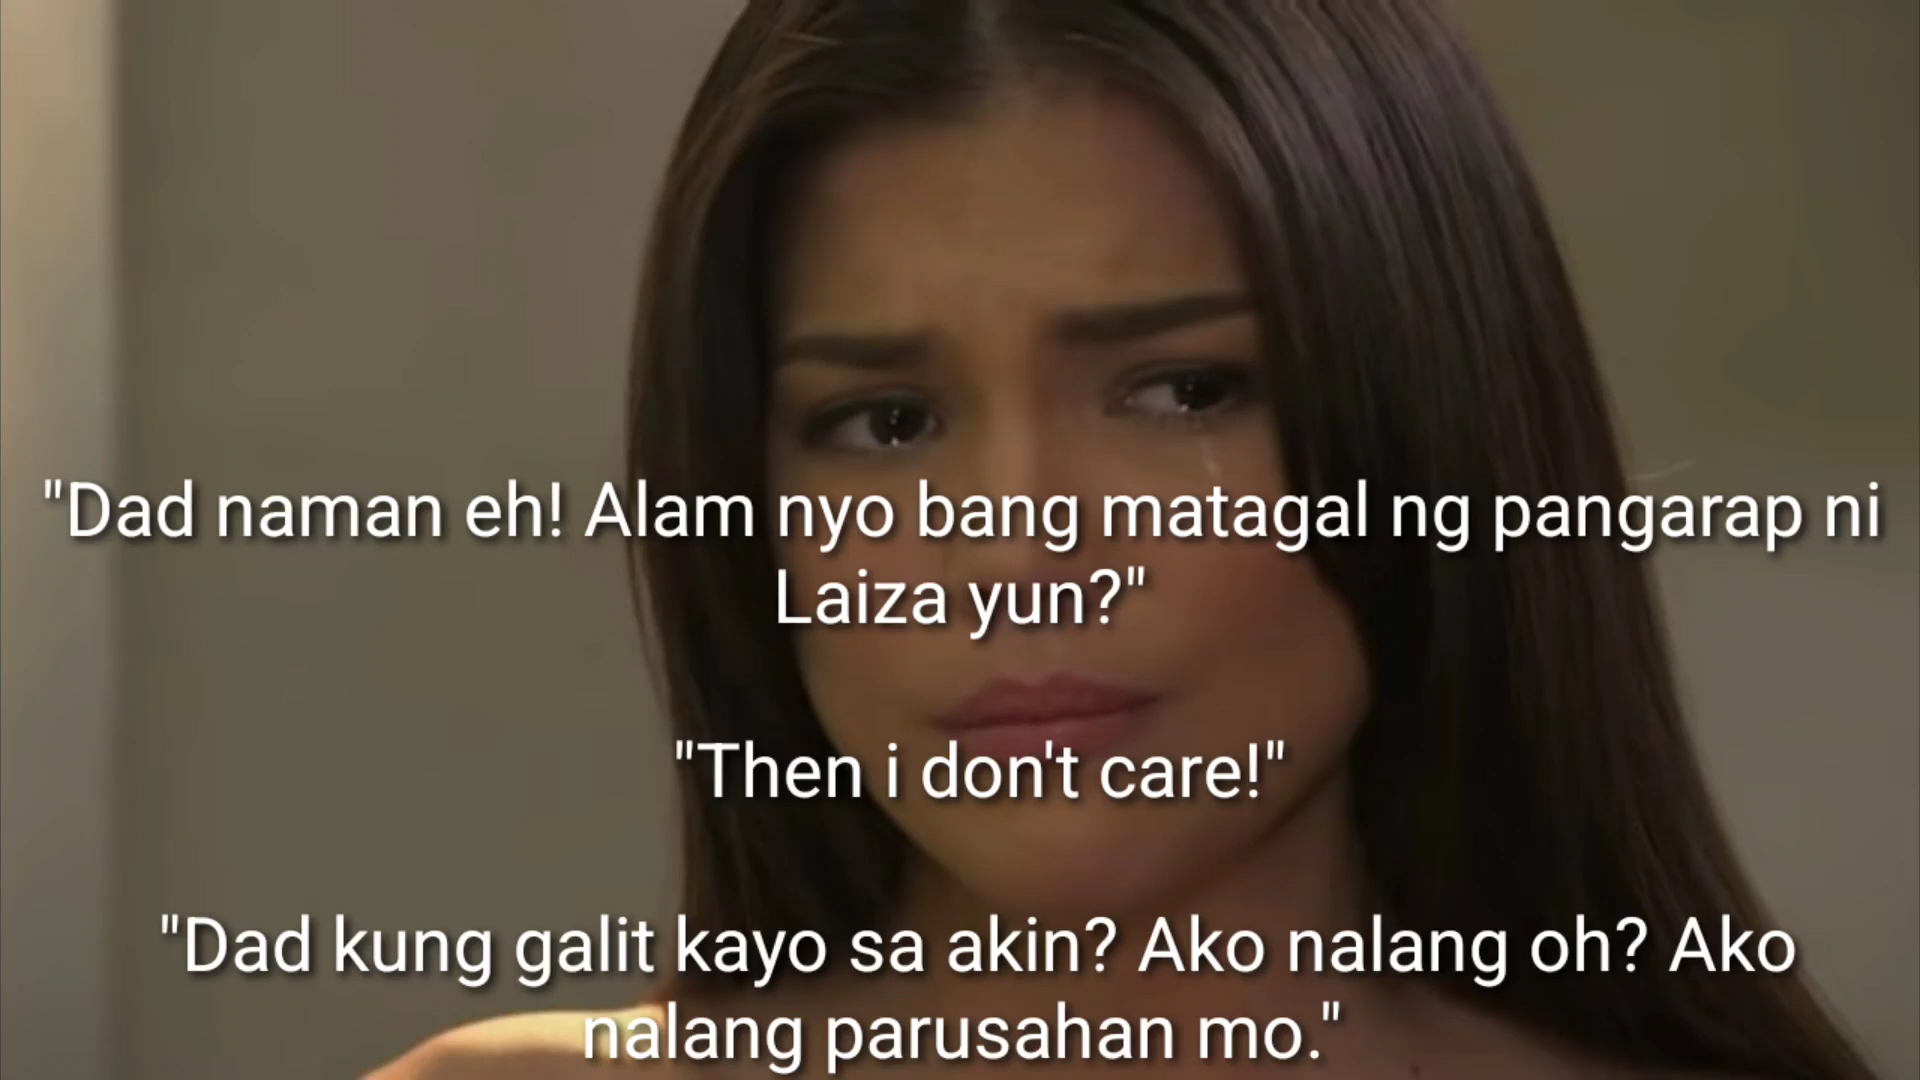 "Dad naman eh! Alam nyo bang matagal ng pangarap ni
Laiza yun?"
"Then i don't care!"
"Dad kung galit kayo sa akin? Ako nalang oh? Ako
nalang parusahan mo."